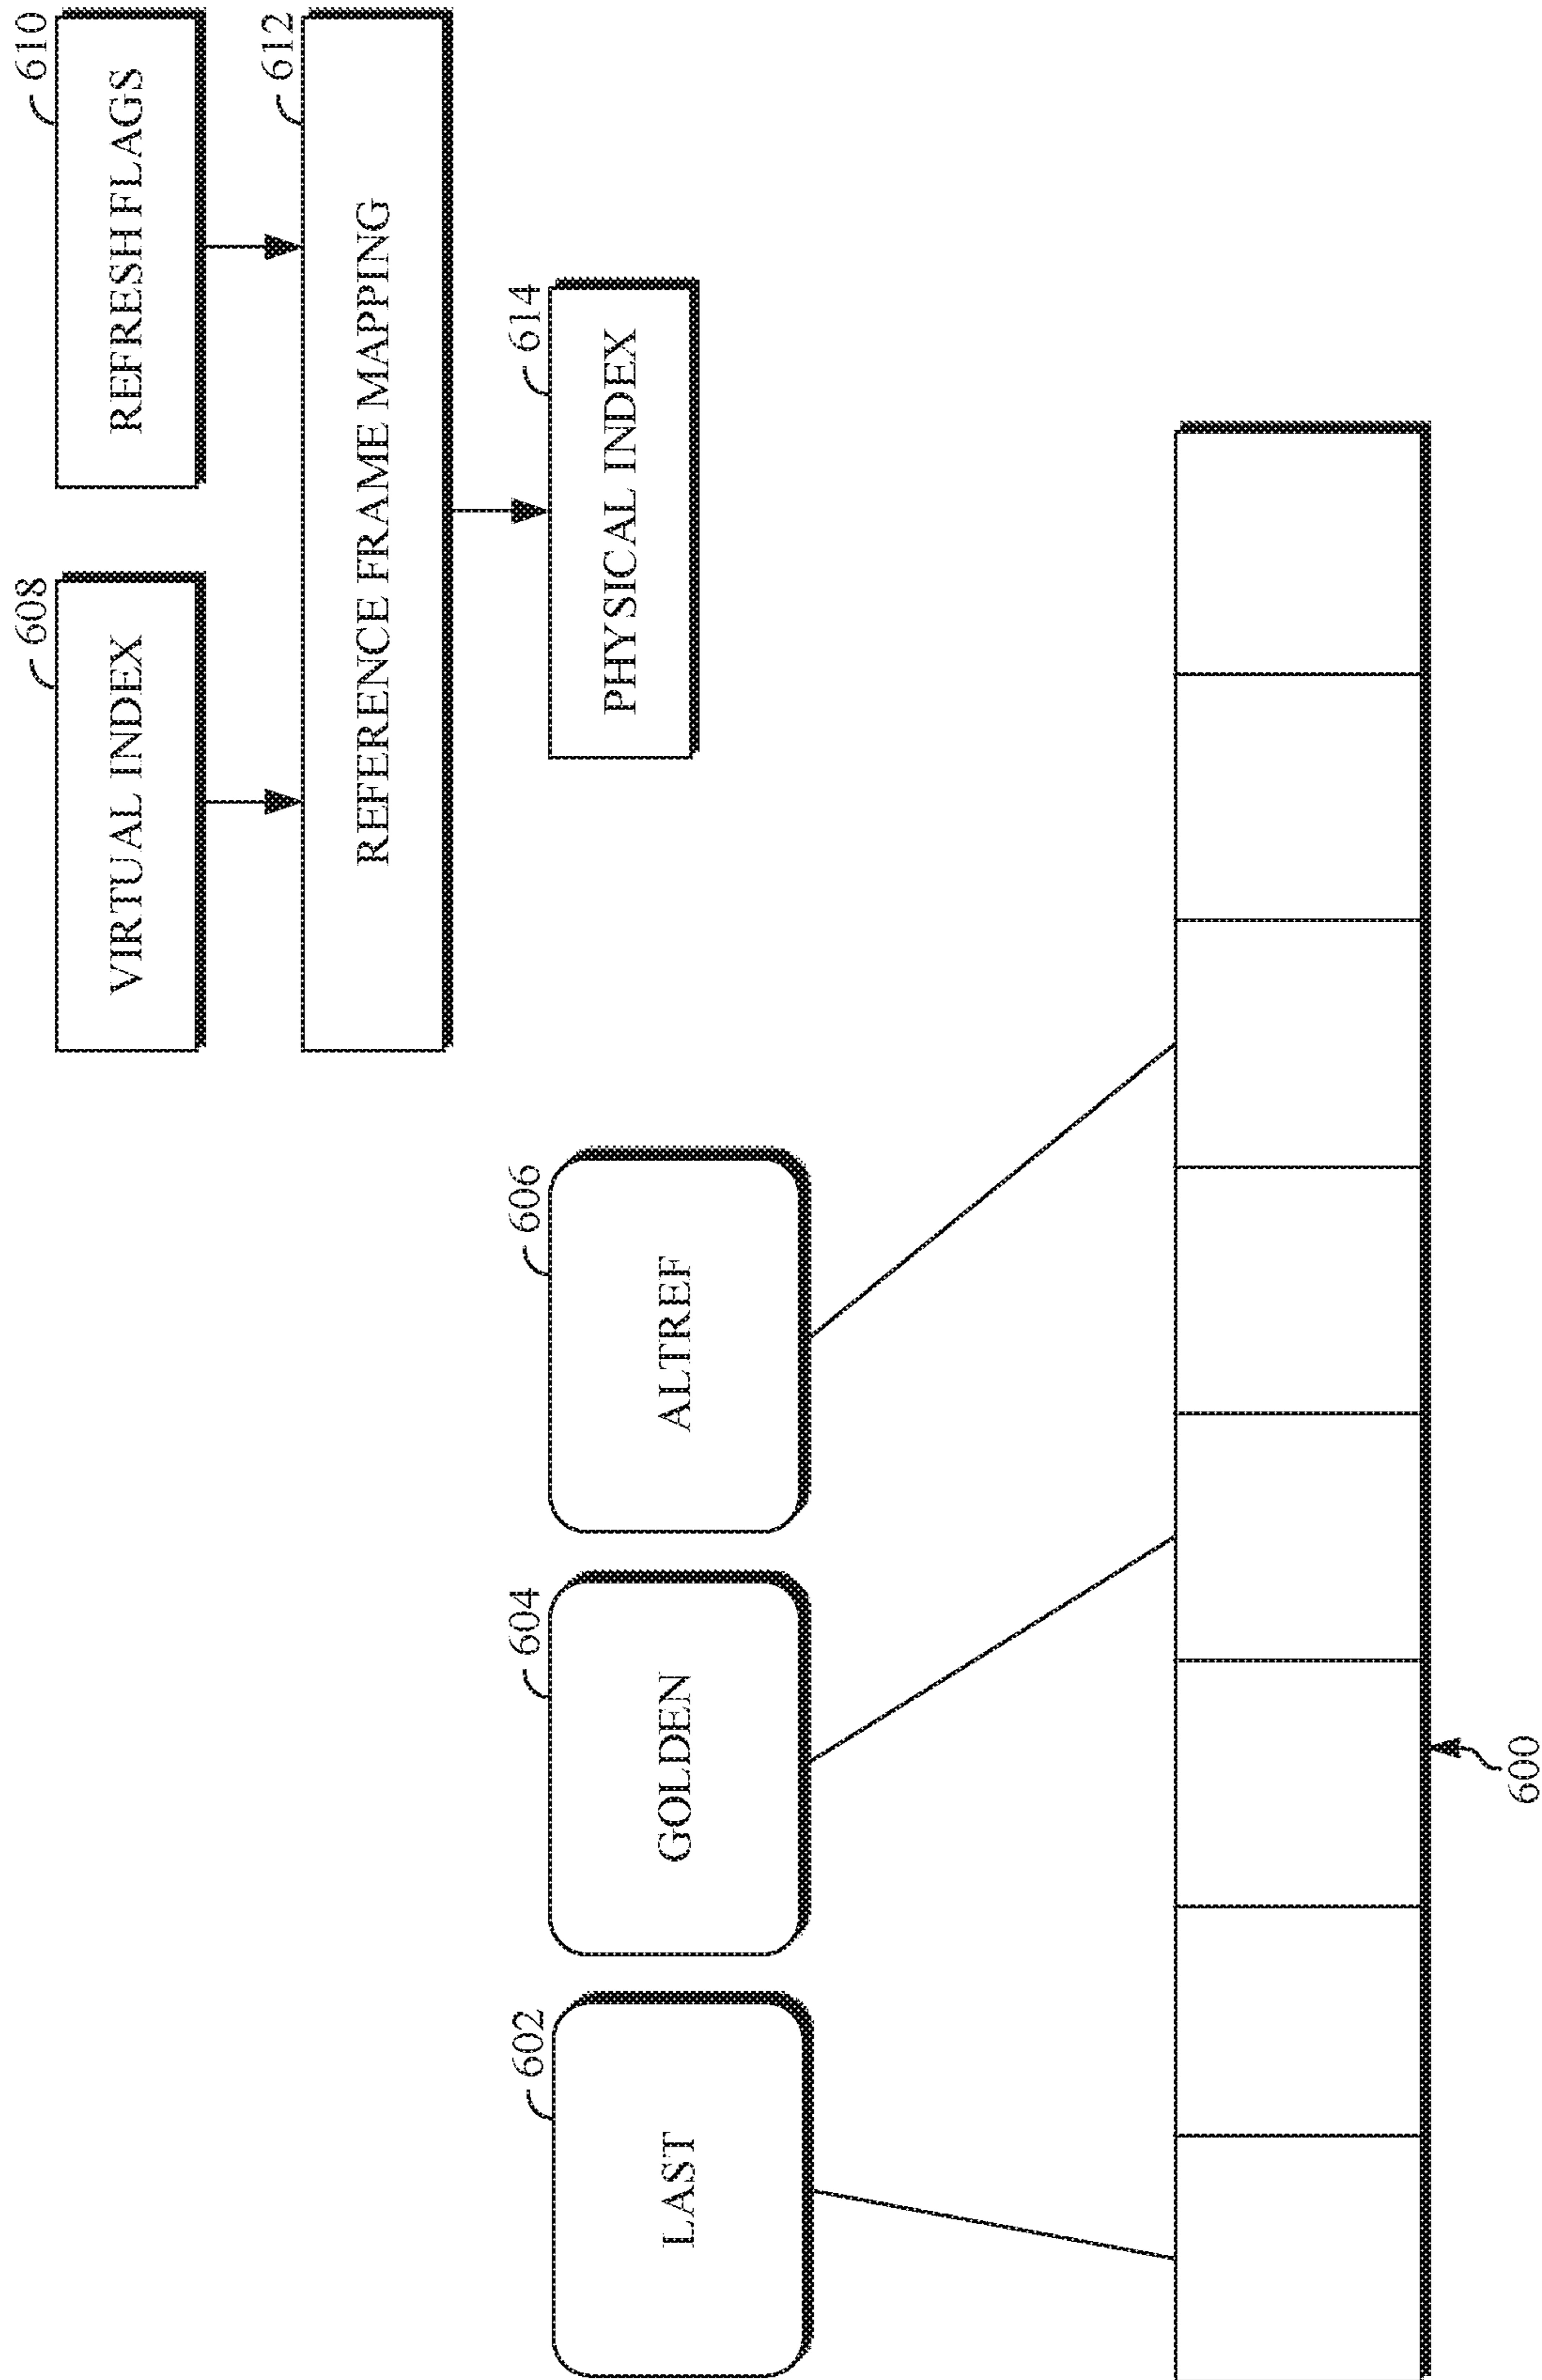 602
LAST
604
GOLDEN
606
ALTREF
608
VIRTUAL INDEX
610
REFRESH FLAGS
612
REFERENCE FRAME MAPPING
614
PHYSICAL INDEX
600